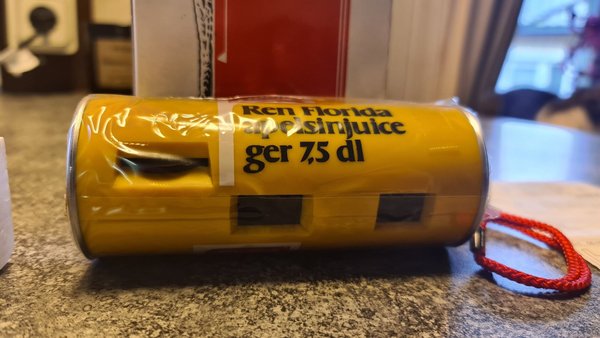 Ren Florida
apelsinjuice
ger 7,5 dl